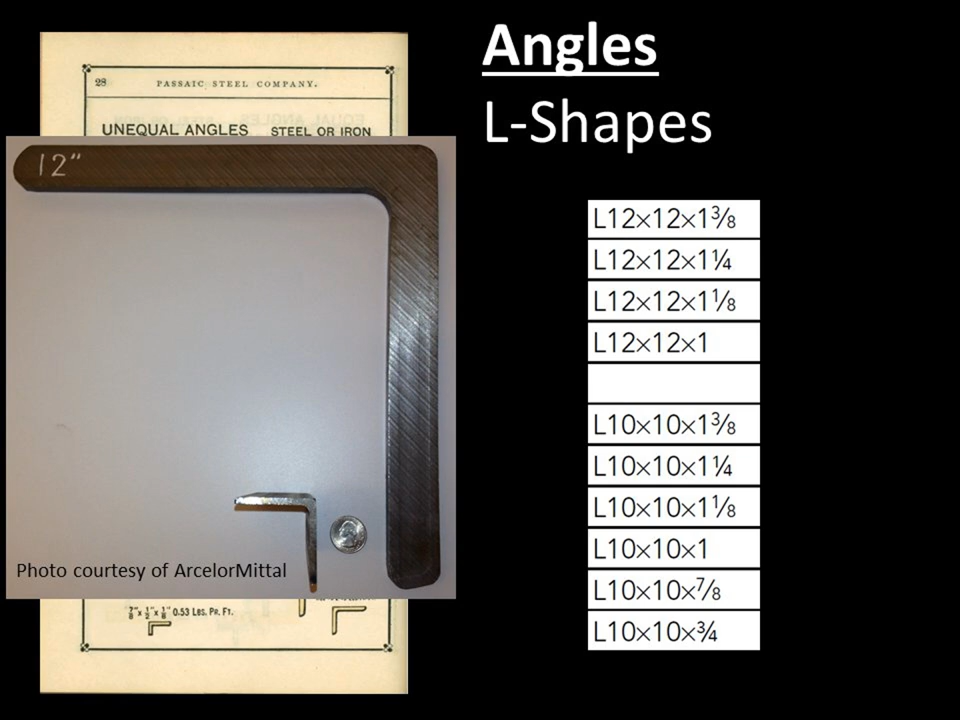 Angles
L-Shapes
28 PASSAIC STEEL COMPANY.
UNEQUAL ANGLES STEEL OR IRON
12"
Photo courtesy of ArcelorMittal
⅞"x ½"x ⅛" 0.53 LBS. PR. FT.
L12×12×1⅜
L12×12×1¼
L12×12×1⅛
L12×12×1
L10×10×1⅜
L10×10×1¼
L10×10×1⅛
L10×10×1
L10×10×⅞
L10×10×¾